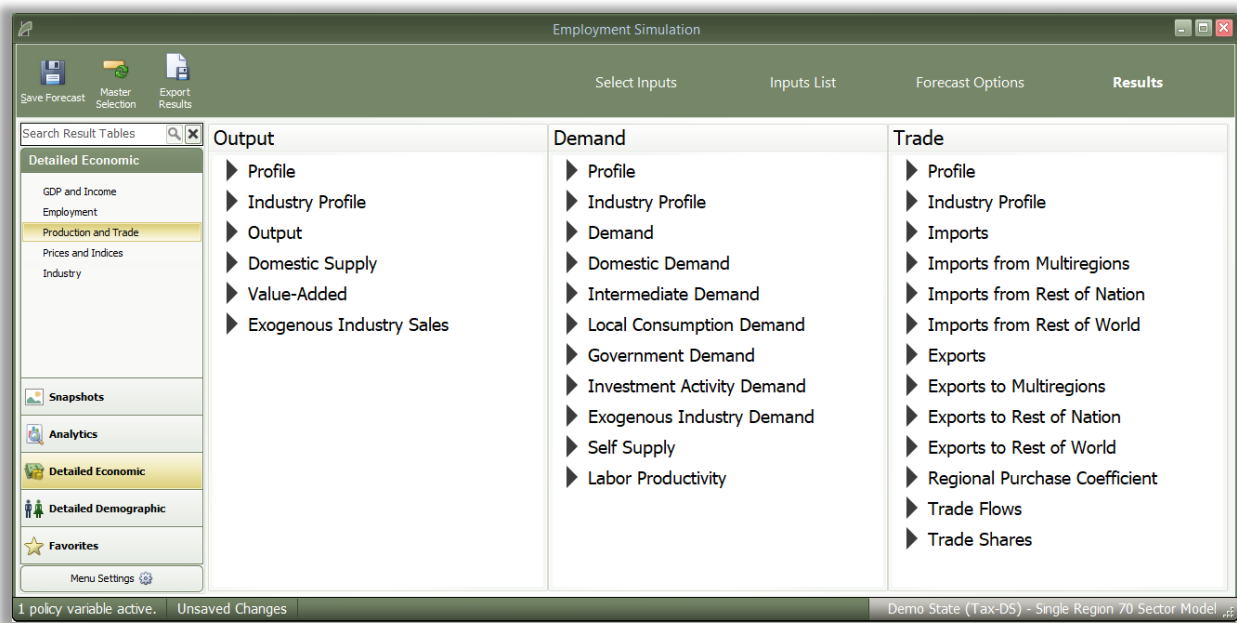 Employment Simulation
Save Forecast
Master Selection
Export Results
Select Inputs
Inputs List
Forecast Options
Results
Search Result Tables
Detailed Economic
GDP and Income
Employment
Production and Trade
Prices and Indices
Industry
Snapshots
Analytics
Detailed Economic
Detailed Demographic
Favorites
Menu Settings
Output
Profile
Industry Profile
Output
Domestic Supply
Value-Added
Exogenous Industry Sales
Demand
Profile
Industry Profile
Demand
Domestic Demand
Intermediate Demand
Local Consumption Demand
Government Demand
Investment Activity Demand
Exogenous Industry Demand
Self Supply
Labor Productivity
Trade
Profile
Industry Profile
Imports
Imports from Multiregions
Imports from Rest of Nation
Imports from Rest of World
Exports
Exports to Multiregions
Exports to Rest of Nation
Exports to Rest of World
Regional Purchase Coefficient
Trade Flows
Trade Shares
1 policy variable active.
Unsaved Changes
Demo State (Tax-DS) - Single Region 70 Sector Model